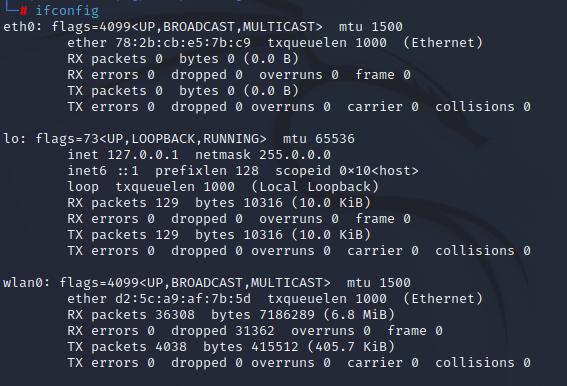 └─# ifconfig
eth0: flags=4099<UP,BROADCAST,MULTICAST>  mtu 1500
        ether 78:2b:cb:e5:7b:c9  txqueuelen 1000  (Ethernet)
        RX packets 0  bytes 0 (0.0 B)
        RX errors 0  dropped 0  overruns 0  frame 0
        TX packets 0  bytes 0 (0.0 B)
        TX errors 0  dropped 0 overruns 0  carrier 0  collisions 0

lo: flags=73<UP,LOOPBACK,RUNNING>  mtu 65536
        inet 127.0.0.1  netmask 255.0.0.0
        inet6 ::1  prefixlen 128  scopeid 0×10<host>
        loop  txqueuelen 1000  (Local Loopback)
        RX packets 129  bytes 10316 (10.0 KiB)
        RX errors 0  dropped 0  overruns 0  frame 0
        TX packets 129  bytes 10316 (10.0 KiB)
        TX errors 0  dropped 0 overruns 0  carrier 0  collisions 0

wlan0: flags=4099<UP,BROADCAST,MULTICAST>  mtu 1500
        ether d2:5c:a9:af:7b:5d  txqueuelen 1000  (Ethernet)
        RX packets 36308  bytes 7186289 (6.8 MiB)
        RX errors 0  dropped 31362  overruns 0  frame 0
        TX packets 4038  bytes 415512 (405.7 KiB)
        TX errors 0  dropped 0 overruns 0  carrier 0  collisions 0